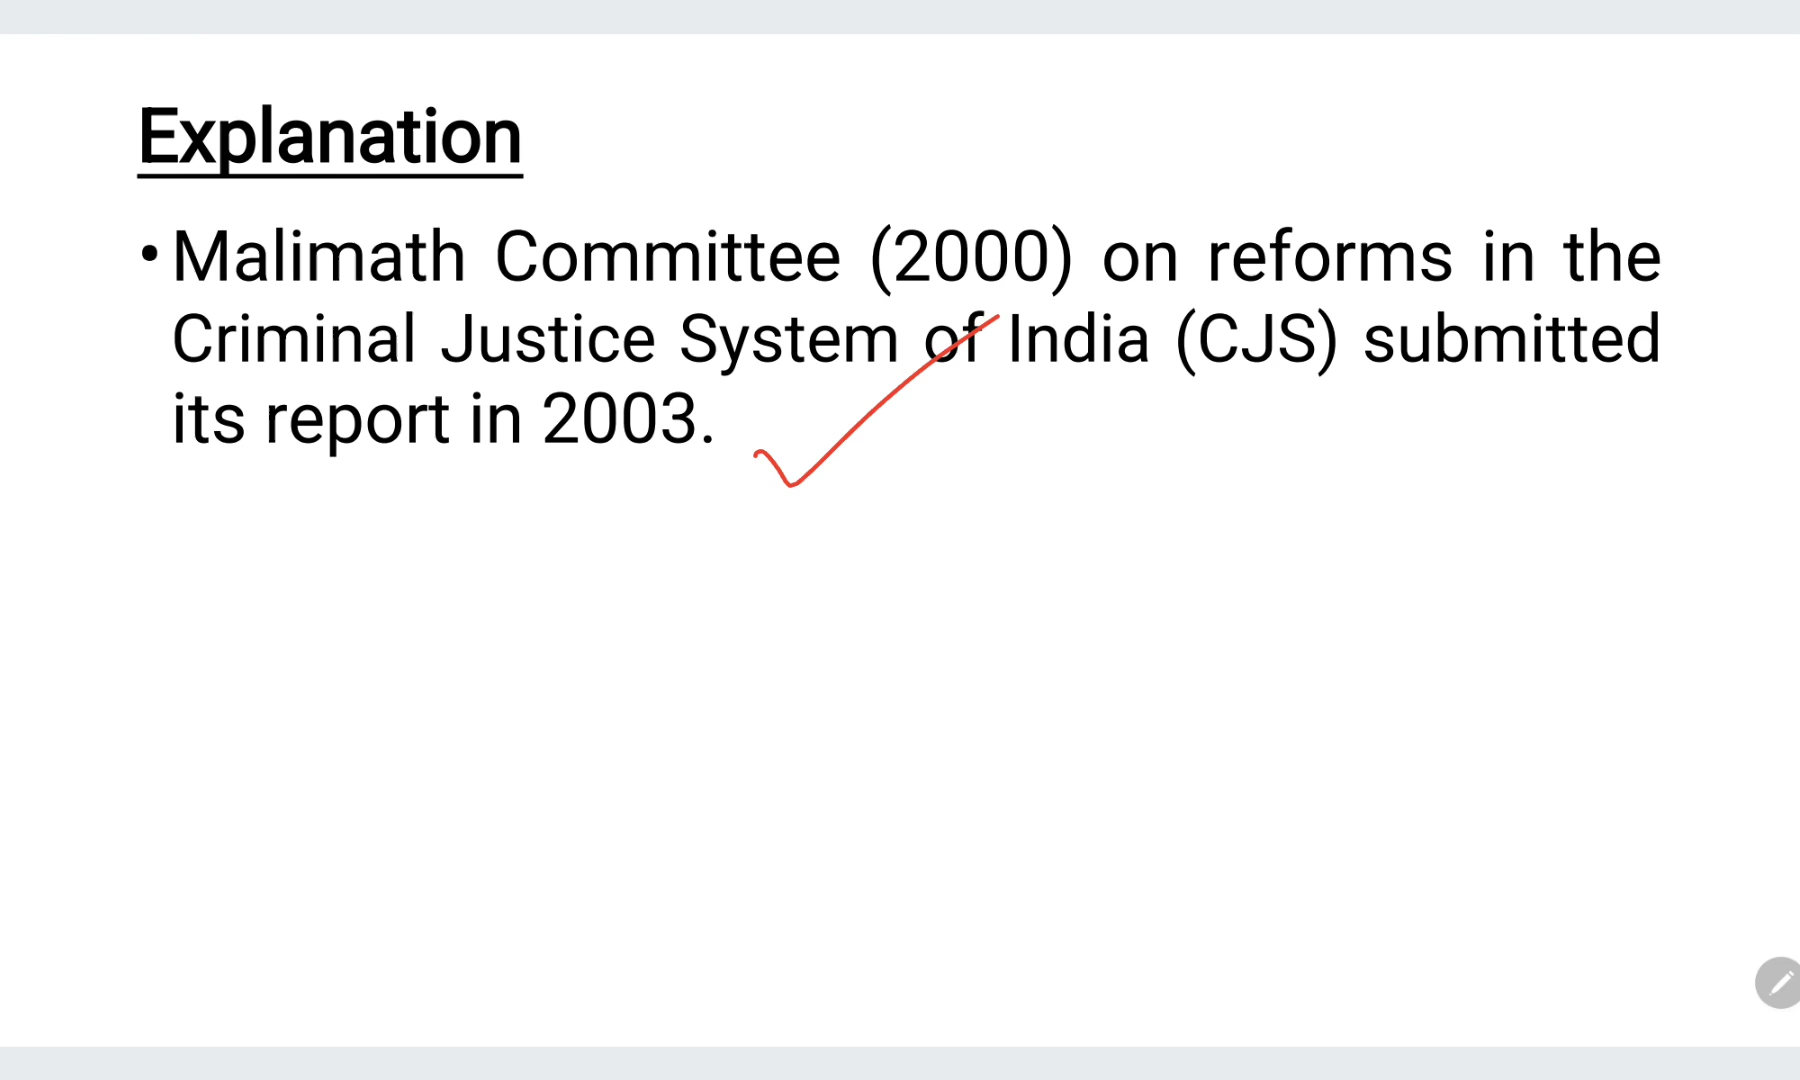 Explanation
• Malimath Committee (2000) on reforms in the
Criminal Justice System of India (CJS) submitted
its report in 2003.